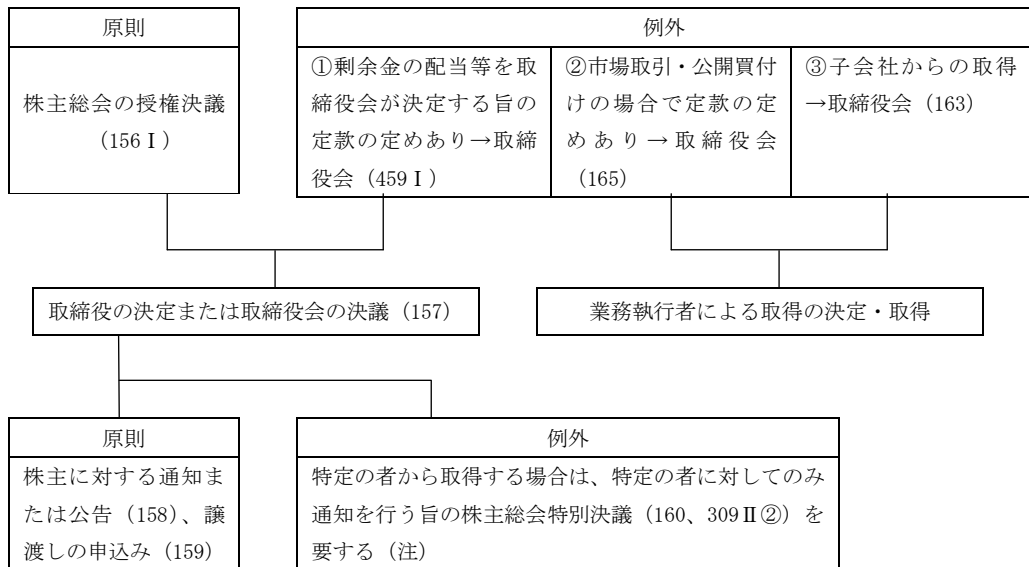 原則
株主総会の授権決議
(156Ⅰ)
例外
①剰余金の配当等を取
締役会が決定する旨の
定款の定めあり→取締
役会(459Ⅰ)
②市場取引・公開買付
けの場合で定款の定
めあり→取締役会
(165)
③子会社からの取得
→取締役会(163)
取締役の決定または取締役会の決議(157)
業務執行者による取得の決定・取得
原則
株主に対する通知ま
たは公告(158)、譲
渡しの申込み(159)
例外
特定の者から取得する場合は、特定の者に対してのみ
通知を行う旨の株主総会特別決議(160、309Ⅱ②)を
要する(注)